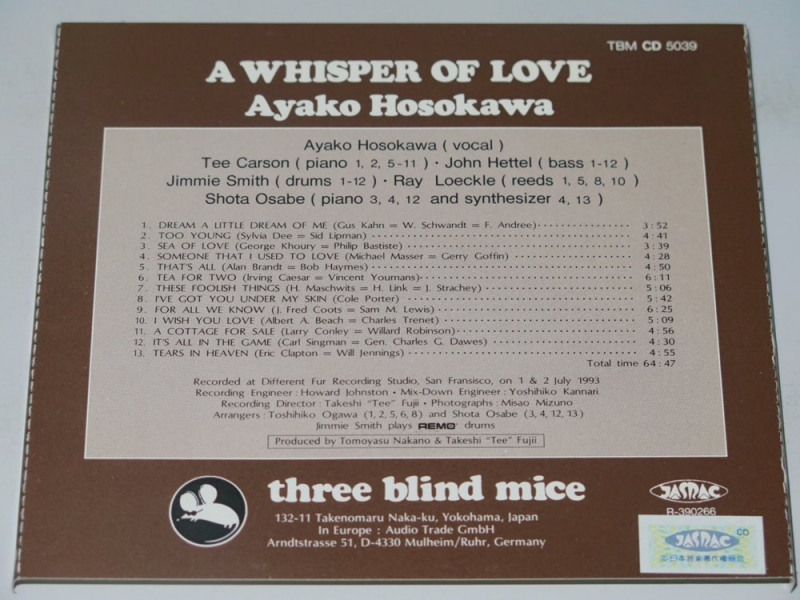 TBM CD 5039
A WHISPER OF LOVE
Ayako Hosokawa
Ayako Hosokawa ( vocal )
Tee Carson ( piano 1, 2, 5-11 ) · John Hettel ( bass 1-12 )
Jimmie Smith ( drums 1-12 ) · Ray Loeckle ( reeds 1, 5, 8, 10 )
Shota Osabe ( piano 3, 4, 12 and synthesizer 4, 13 )
1. DREAM A LITTLE DREAM OF ME (Gus Kahn = W. Schwandt = F. Andree) 3:52
2. TOO YOUNG (Sylvia Dee = Sid Lipman) 4:41
3. SEA OF LOVE (George Khoury = Philip Bastiste) 3:39
4. SOMEONE THAT I USED TO LOVE (Michael Masser = Gerry Goffin) 4:28
5. THAT'S ALL (Alan Brandt = Bob Haymes) 4:50
6. TEA FOR TWO (Irving Caesar = Vincent Youmans) 6:11
7. THESE FOOLISH THINGS (H. Maschwits = H. Link = J. Strachey) 5:06
8. I'VE GOT YOU UNDER MY SKIN (Cole Porter) 5:42
9. FOR ALL WE KNOW (J. Fred Coots = Sam M. Lewis) 6:25
10. I WISH YOU LOVE (Albert A. Beach = Charles Trenet) 5:09
11. A COTTAGE FOR SALE (Larry Conley = Willard Robinson) 4:56
12. IT'S ALL IN THE GAME (Carl Singman = Gen. Charles G. Dawes) 4:30
13. TEARS IN HEAVEN (Eric Clapton = Will Jennings) 4:55
Total time 64:47
Recorded at Different Fur Recording Studio, San Fransisco, on 1 & 2 July 1993
Recording Engineer : Howard Johnston · Mix-Down Engineer : Yoshihiko Kannari
Recording Director : Takeshi "Tee" Fujii · Photographs : Misao Mizuno
Arrangers : Toshihiko Ogawa (1, 2, 5, 6, 8) and Shota Osabe (3, 4, 12, 13)
Jimmie Smith plays REMO drums
Produced by Tomoyasu Nakano & Takeshi "Tee" Fujii
three blind mice
132-11 Takenomaru Naka-ku, Yokohama, Japan
In Europe : Audio Trade GmbH
Arndtstrasse 51, D-4330 Mulheim/Ruhr, Germany
JASRAC
R-390266
CD
JASRAC